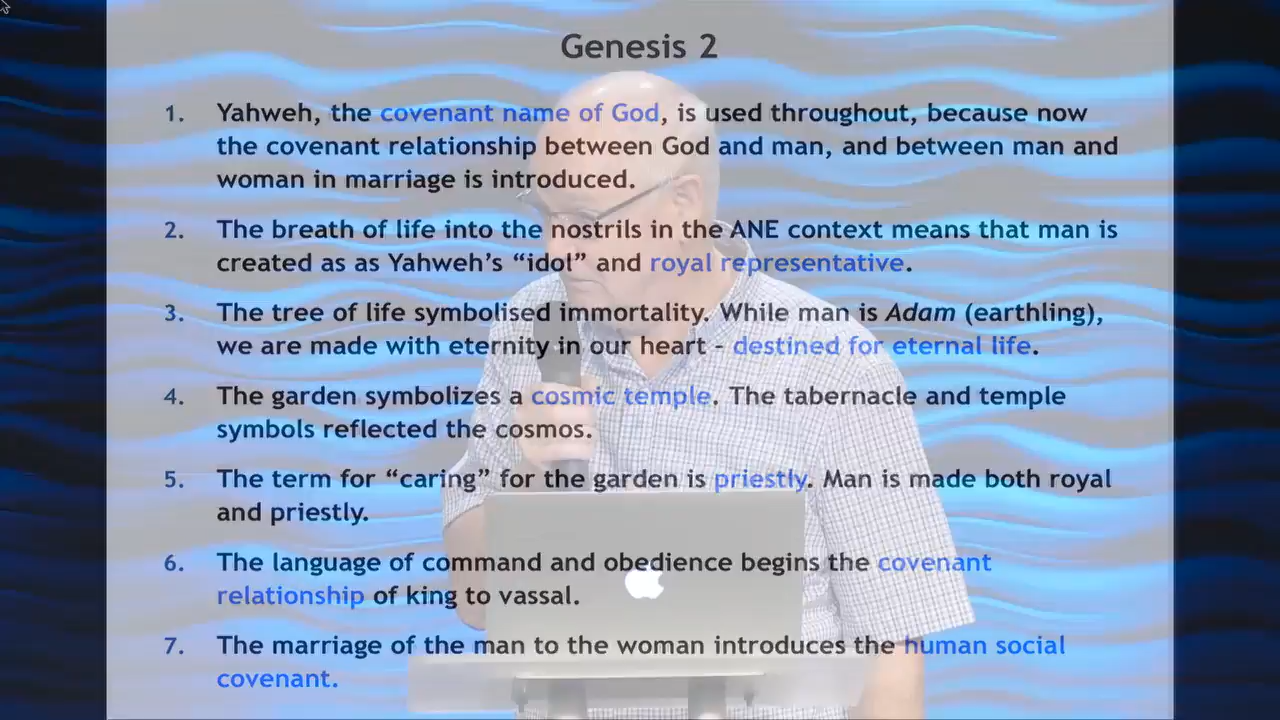 Genesis 2
1. Yahweh, the covenant name of God, is used throughout, because now
the covenant relationship between God and man, and between man and
woman in marriage is introduced.
2. The breath of life into the nostrils in the ANE context means that man is
created as as Yahweh’s “idol” and royal representative.
3. The tree of life symbolised immortality. While man is Adam (earthling),
we are made with eternity in our heart – destined for eternal life.
4. The garden symbolizes a cosmic temple. The tabernacle and temple
symbols reflected the cosmos.
5. The term for “caring” for the garden is priestly. Man is made both royal
and priestly.
6. The language of command and obedience begins the covenant
relationship of king to vassal.
7. The marriage of the man to the woman introduces the human social
covenant.